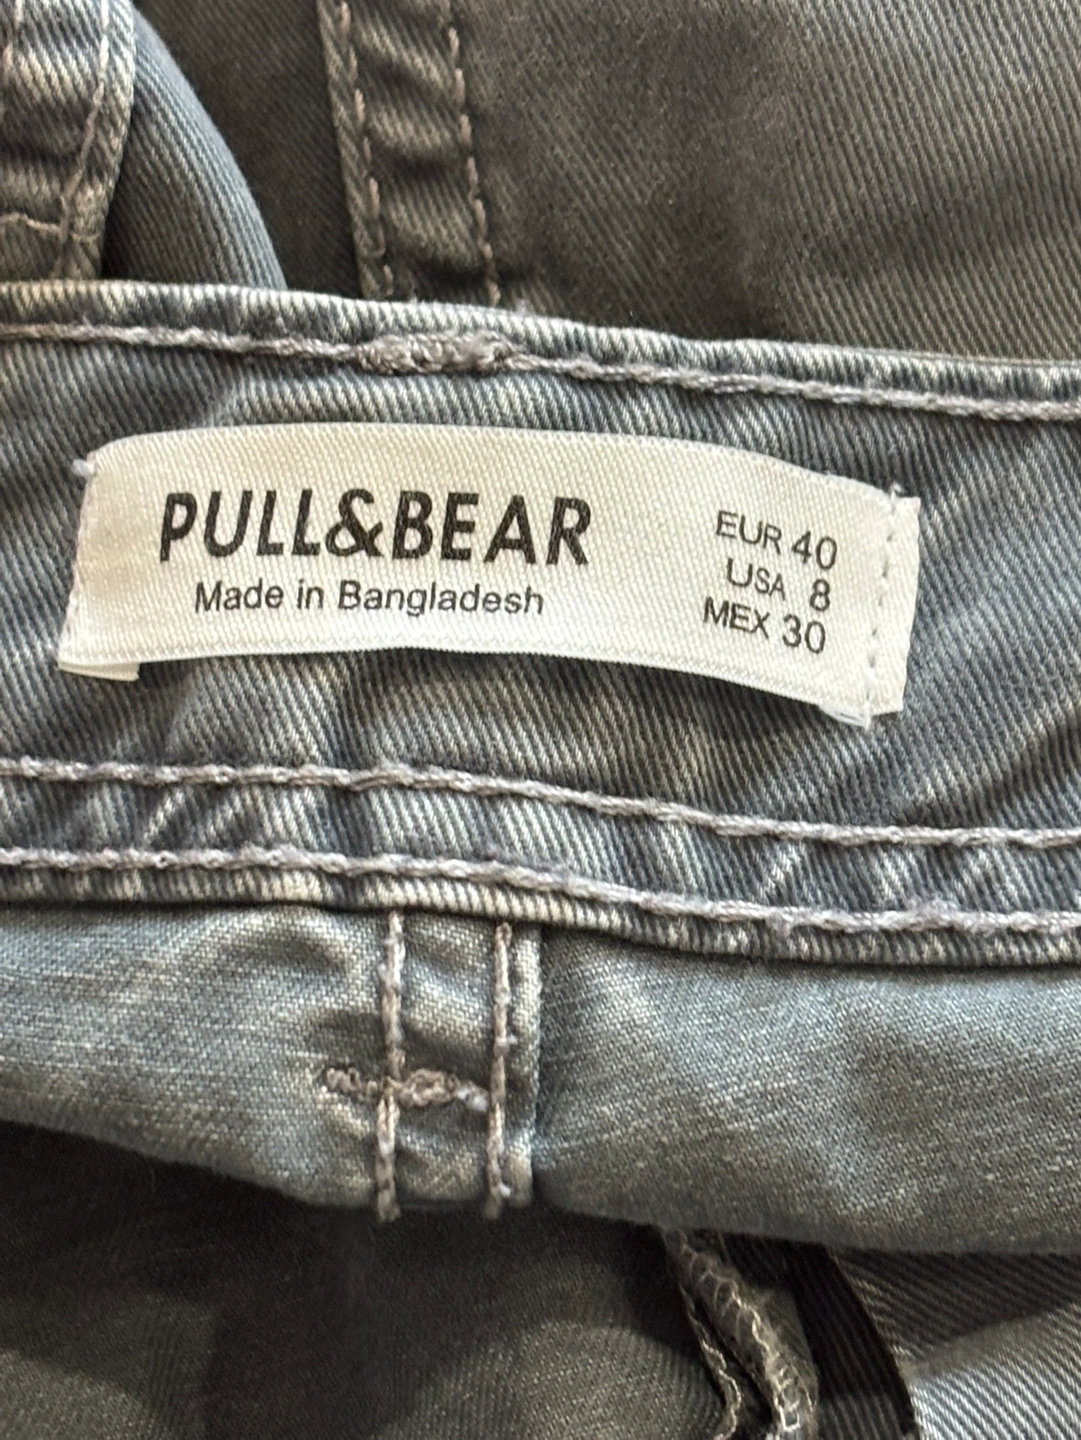 PULL&BEAR
Made in Bangladesh
EUR 40
USA 8
MEX 30